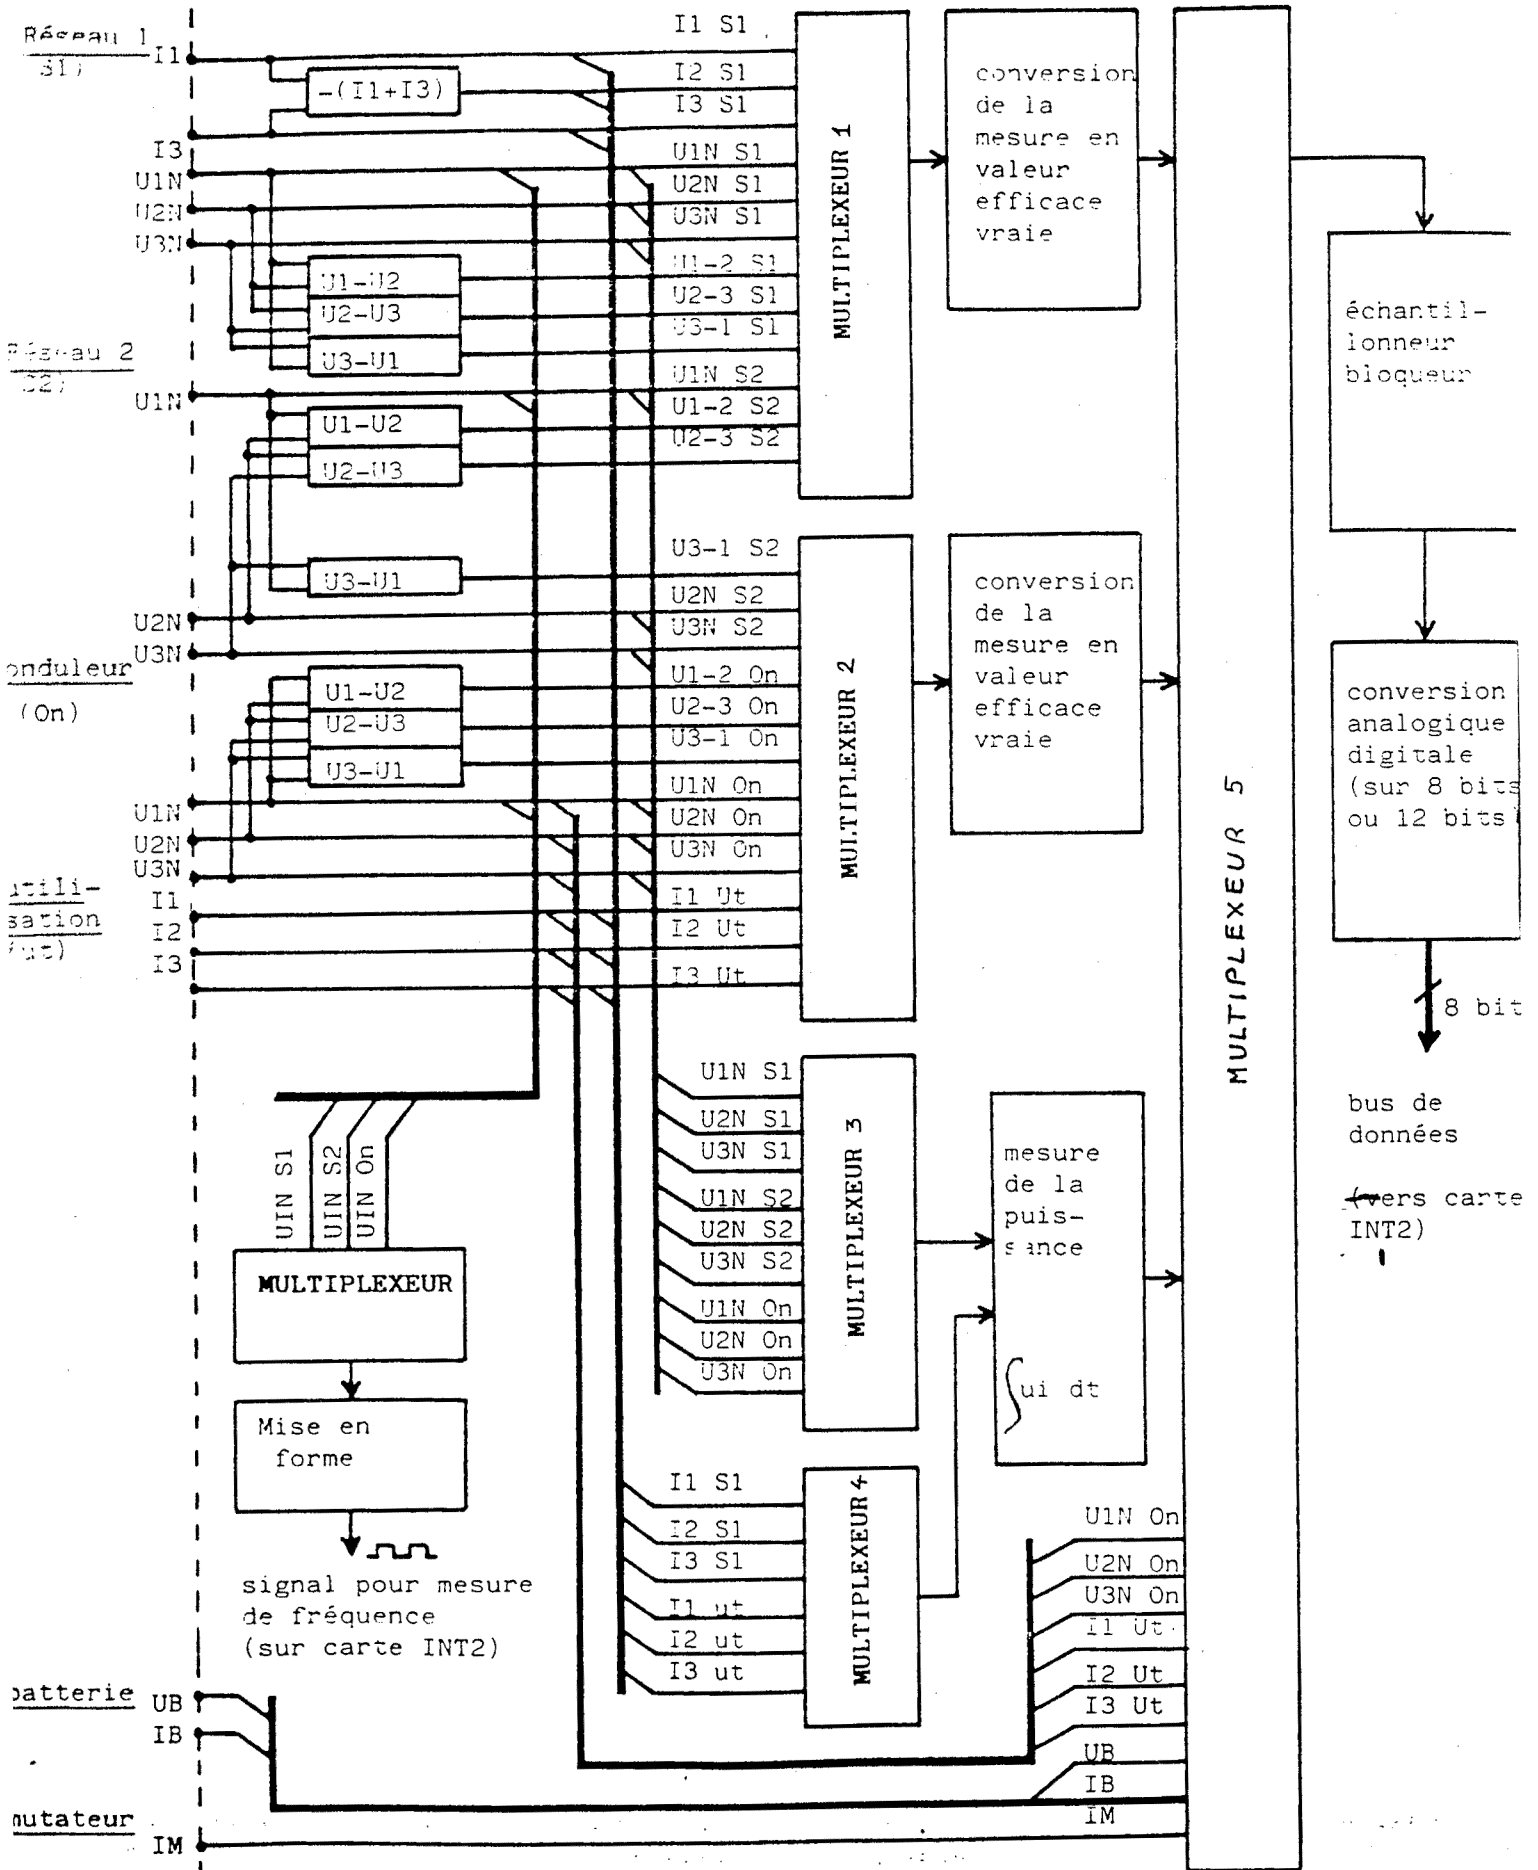 Réseau 1
S1)
I1
I3
U1N
U2N
U3N
-(I1+I3)
U1-U2
U2-U3
U3-U1
Réseau 2
S2)
U1N
U1-U2
U2-U3
U3-U1
U2N
U3N
onduleur
(On)
U1-U2
U2-U3
U3-U1
U1N
U2N
U3N
utili-
sation
(ut)
I1
I2
I3
I1 S1
I2 S1
I3 S1
U1N S1
U2N S1
U3N S1
U1-2 S1
U2-3 S1
U3-1 S1
U1N S2
U1-2 S2
U2-3 S2
MULTIPLEXEUR 1
conversion
de la
mesure en
valeur
efficace
vraie
U3-1 S2
U2N S2
U3N S2
U1-2 On
U2-3 On
U3-1 On
U1N On
U2N On
U3N On
I1 Ut
I2 Ut
I3 Ut
MULTIPLEXEUR 2
conversion
de la
mesure en
valeur
efficace
vraie
MULTIPLEXEUR 5
échantil-
lonneur
bloqueur
conversion
analogique
digitale
(sur 8 bits
ou 12 bits)
8 bit
bus de
données
(vers carte
INT2)
UIN S1
UIN S2
UIN On
MULTIPLEXEUR
Mise en
forme
signal pour mesure
de fréquence
(sur carte INT2)
U1N S1
U2N S1
U3N S1
U1N S2
U2N S2
U3N S2
U1N On
U2N On
U3N On
MULTIPLEXEUR 3
mesure
de la
puis-
sance
∫ui dt
I1 S1
I2 S1
I3 S1
I1 ut
I2 ut
I3 ut
MULTIPLEXEUR 4
U1N On
U2N On
U3N On
I1 Ut
I2 Ut
I3 Ut
UB
IB
IM
batterie
UB
IB
mutateur
IM